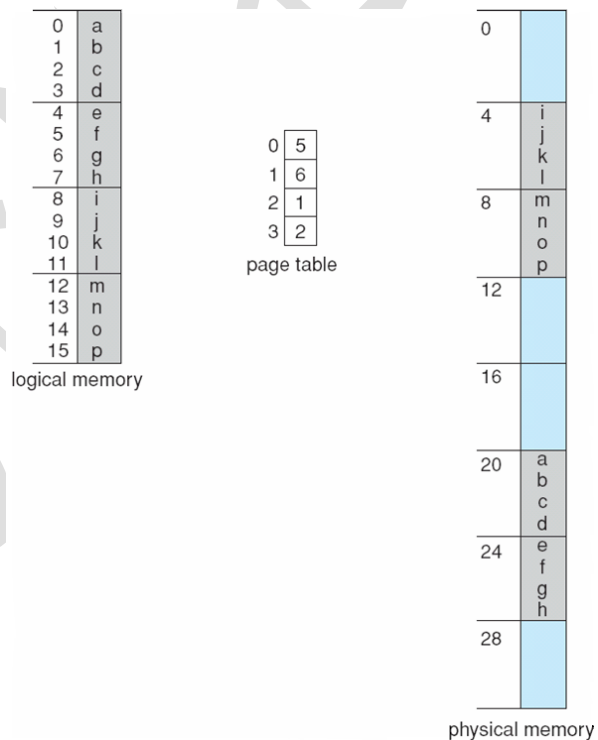 0 a
1 b
2 c
3 d
4 e
5 f
6 g
7 h
8 i
9 j
10 k
11 l
12 m
13 n
14 o
15 p
logical memory
0 5
1 6
2 1
3 2
page table
0
4 i
j
k
l
8 m
n
o
p
12
16
20 a
b
c
d
24 e
f
g
h
28
physical memory